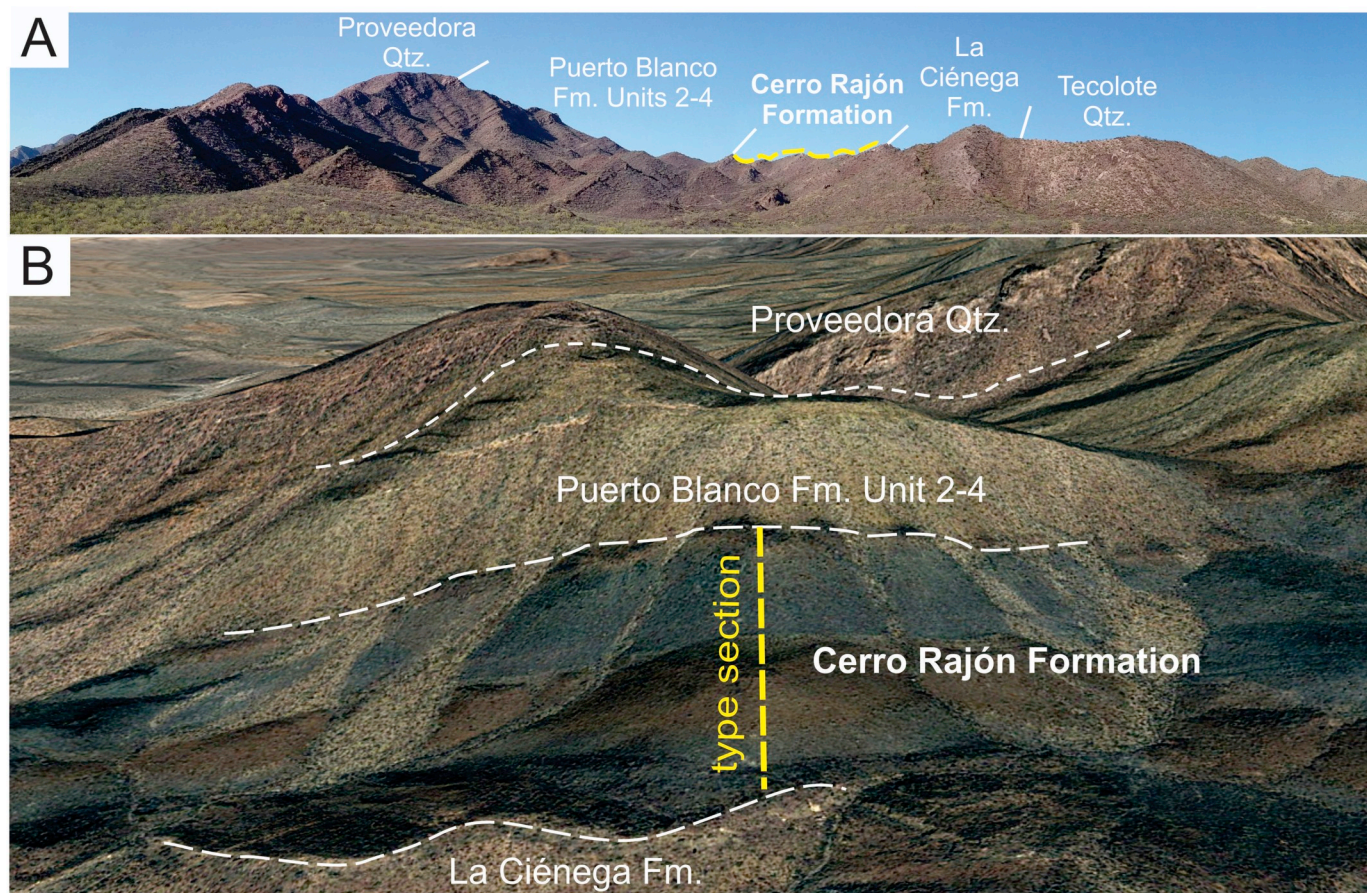 A
Proveedora
Qtz.
Puerto Blanco
Fm. Units 2-4
Cerro Rajón
Formation
La
Ciénega
Fm.
Tecolote
Qtz.
B
Proveedora Qtz.
Puerto Blanco Fm. Unit 2-4
type section
Cerro Rajón Formation
La Ciénega Fm.